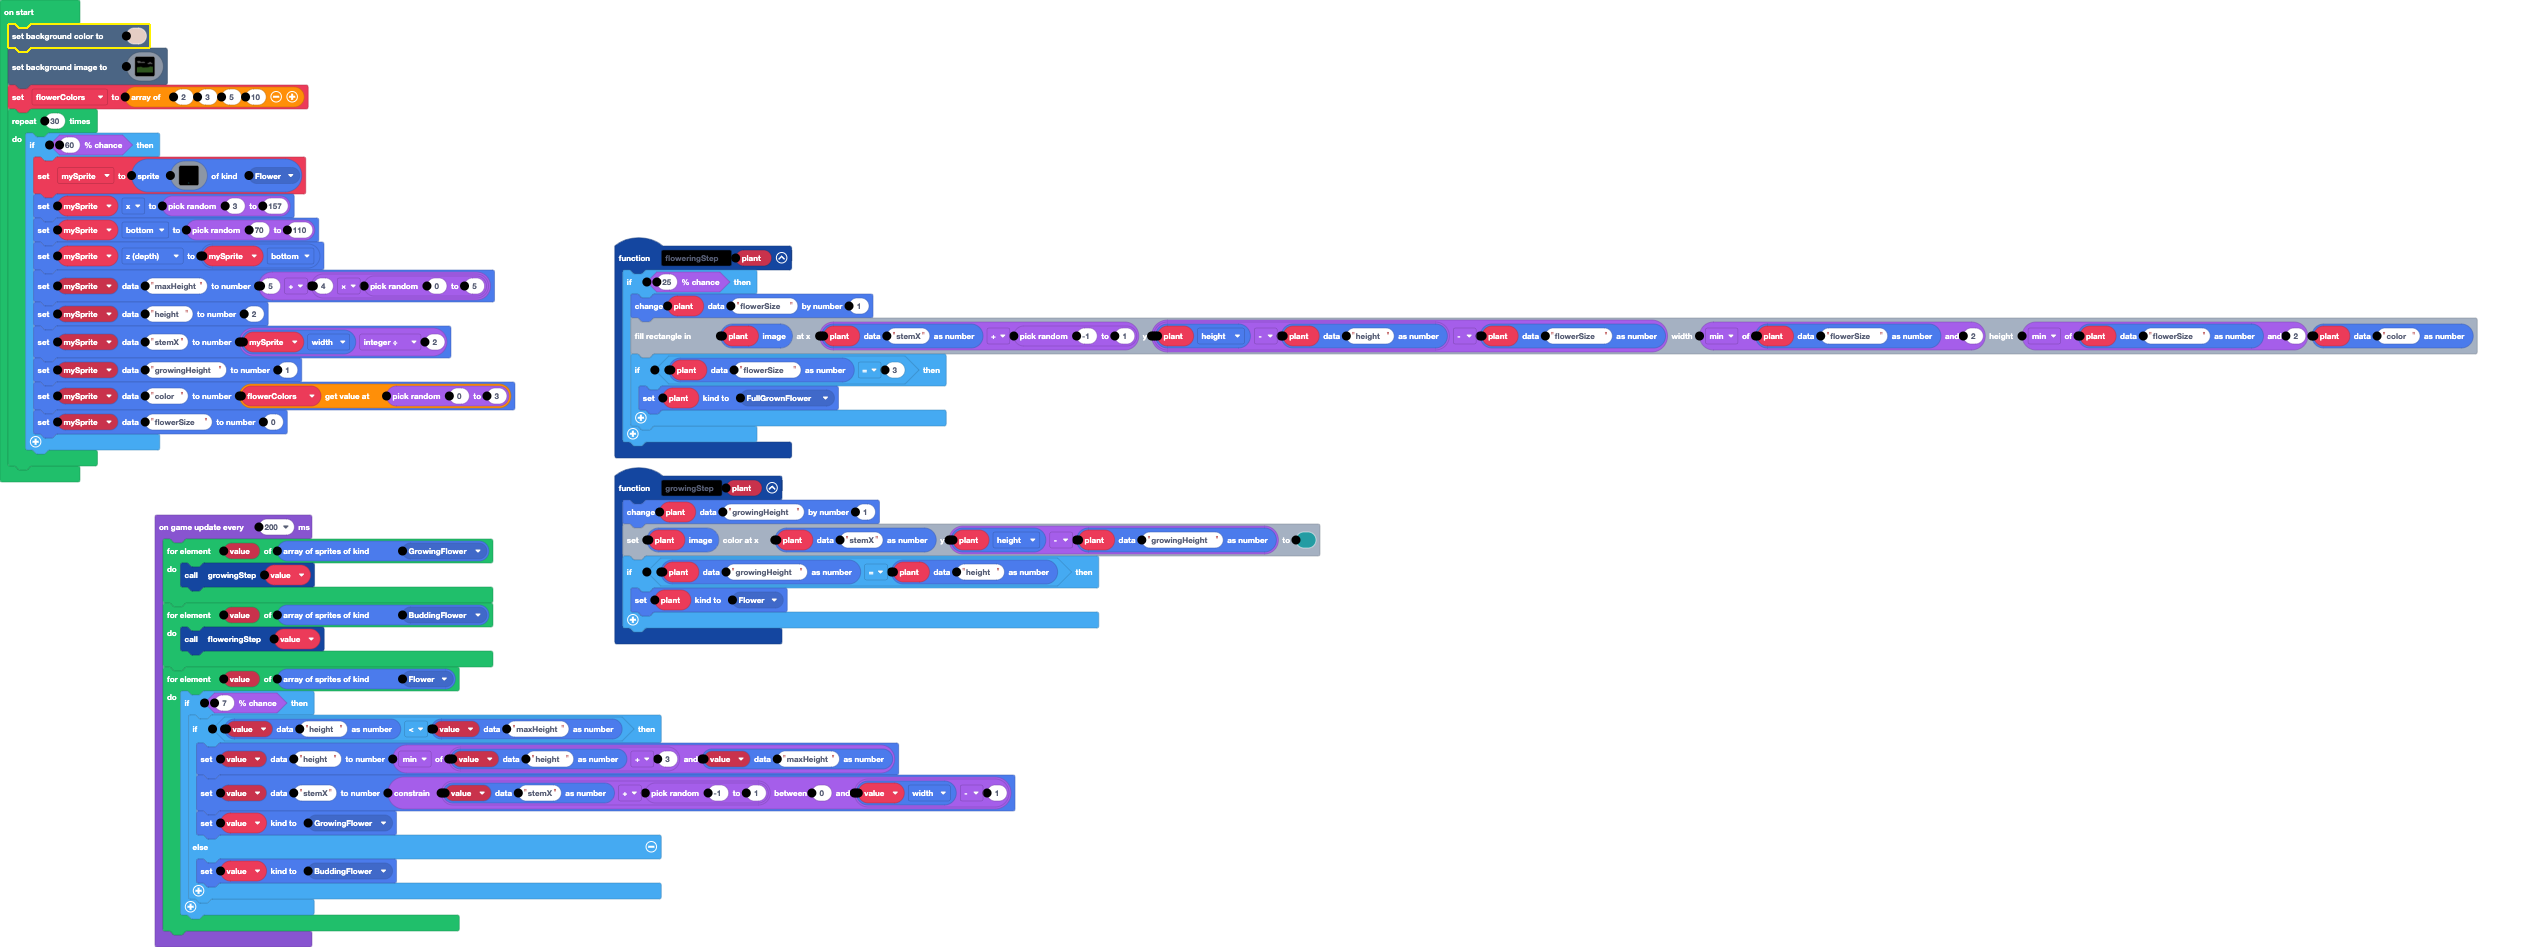 on start
set background color to
set background image to
set flowerColors to array of 2 3 5 10
repeat 30 times
do
if 60 % chance then
set mySprite to sprite of kind Flower
set mySprite x to pick random 3 to 157
set mySprite bottom to pick random 70 to 110
set mySprite z (depth) to mySprite bottom
set mySprite data "maxHeight" to number 5 + 4 × pick random 0 to 5
set mySprite data "height" to number 2
set mySprite data "stemX" to number mySprite width integer ÷ 2
set mySprite data "growingHeight" to number 1
set mySprite data "color" to number flowerColors get value at pick random 0 to 3
set mySprite data "flowerSize" to number 0
function floweringStep plant
if 25 % chance then
change plant data "flowerSize" by number 1
fill rectangle in plant image at x plant data "stemX" as number + pick random -1 to 1 y plant height - plant data "height" as number - plant data "flowerSize" as number width min of plant data "flowerSize" as number and 2 height min of plant data "flowerSize" as number and 2 plant data "color" as number
if plant data "flowerSize" as number = 3 then
set plant kind to FullGrownFlower
function growingStep plant
change plant data "growingHeight" by number 1
set plant image color at x plant data "stemX" as number y plant height - plant data "growingHeight" as number to
if plant data "growingHeight" as number = plant data "height" as number then
set plant kind to Flower
on game update every 200 ms
for element value of array of sprites of kind GrowingFlower
do
call growingStep value
for element value of array of sprites of kind BuddingFlower
do
call floweringStep value
for element value of array of sprites of kind Flower
do
if 7 % chance then
if value data "height" as number < value data "maxHeight" as number then
set value data "height" to number min of value data "height" as number + 3 and value data "maxHeight" as number
set value data "stemX" to number constrain value data "stemX" as number + pick random -1 to 1 between 0 and value width - 1
set value kind to GrowingFlower
else
set value kind to BuddingFlower